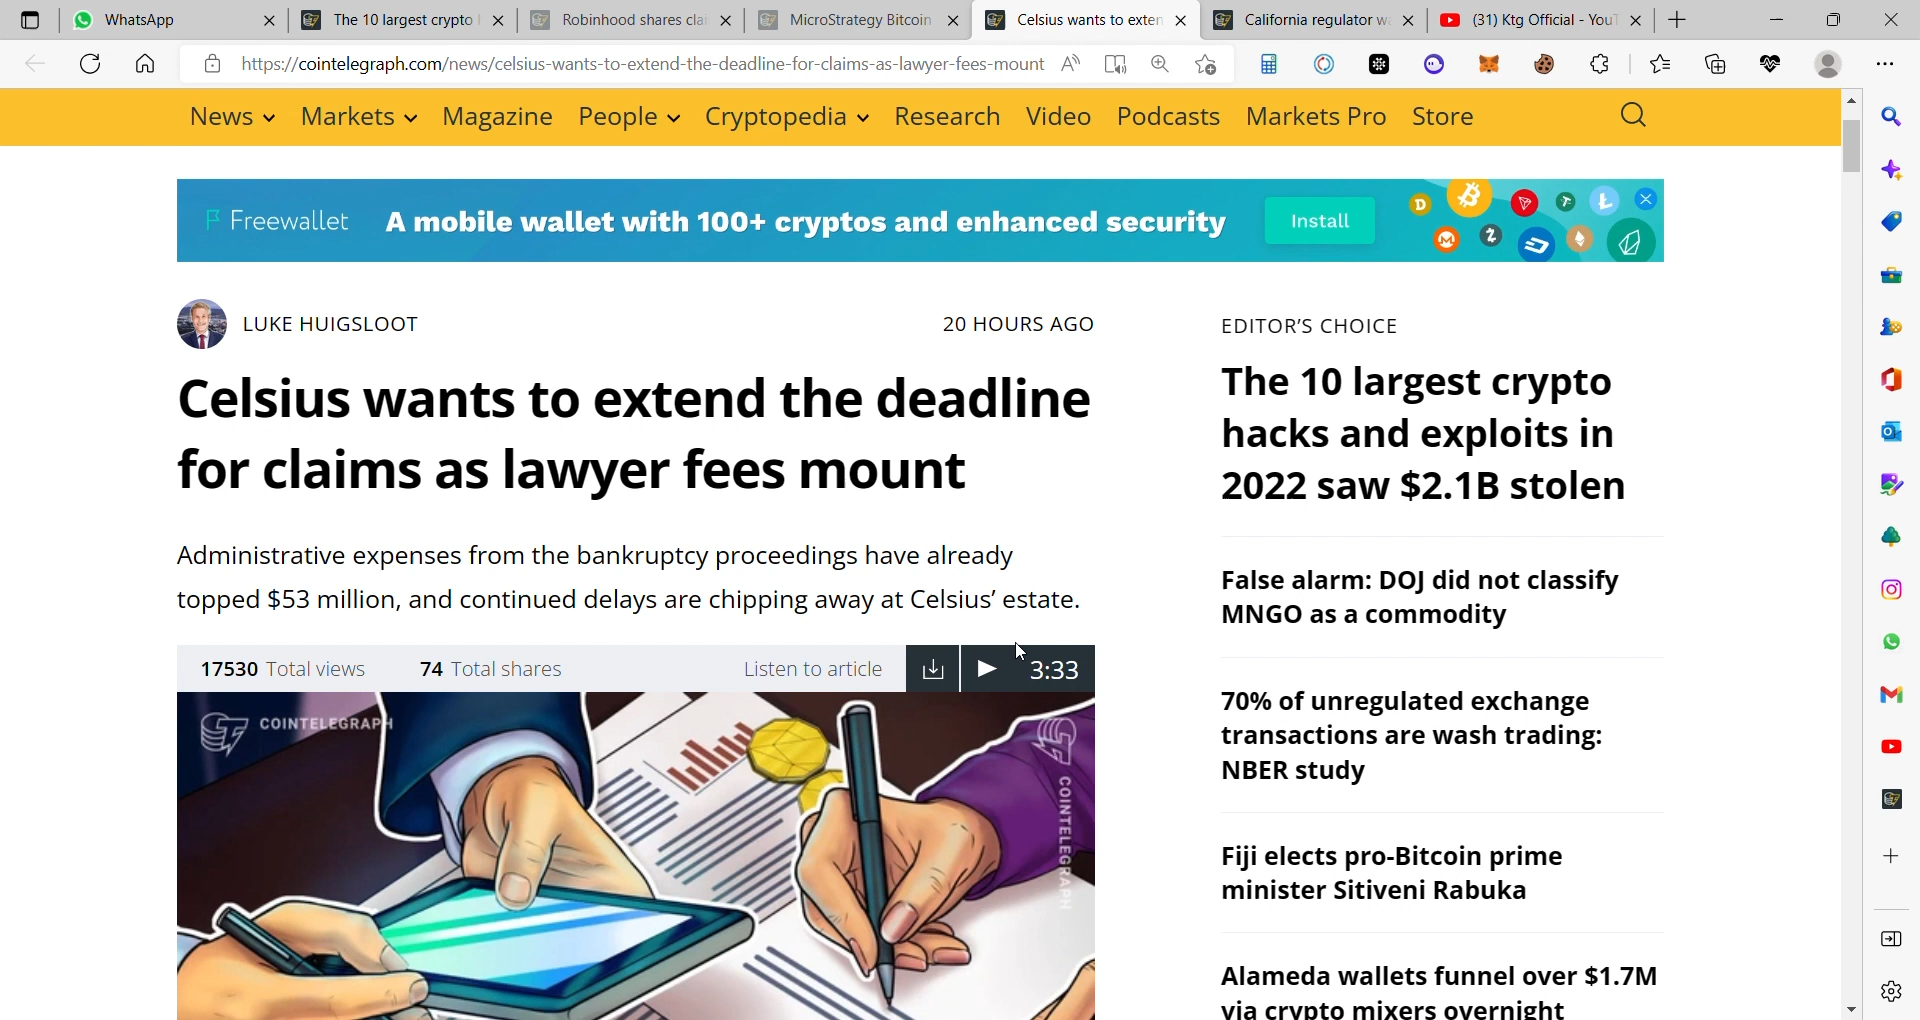 WhatsApp
The 10 largest crypto
Robinhood shares clai
MicroStrategy Bitcoin
Celsius wants to exten
California regulator w
(31) Ktg Official - YouT
https://cointelegraph.com/news/celsius-wants-to-extend-the-deadline-for-claims-as-lawyer-fees-mount
News Markets Magazine People Cryptopedia Research Video Podcasts Markets Pro Store
Freewallet A mobile wallet with 100+ cryptos and enhanced security Install
LUKE HUIGSLOOT
20 HOURS AGO
Celsius wants to extend the deadline
for claims as lawyer fees mount
Administrative expenses from the bankruptcy proceedings have already
topped $53 million, and continued delays are chipping away at Celsius’ estate.
17530 Total views 74 Total shares Listen to article 3:33
COINTELEGRAPH
COINTELEGRAPH
EDITOR’S CHOICE
The 10 largest crypto
hacks and exploits in
2022 saw $2.1B stolen
False alarm: DOJ did not classify
MNGO as a commodity
70% of unregulated exchange
transactions are wash trading:
NBER study
Fiji elects pro-Bitcoin prime
minister Sitiveni Rabuka
Alameda wallets funnel over $1.7M
via crypto mixers overnight